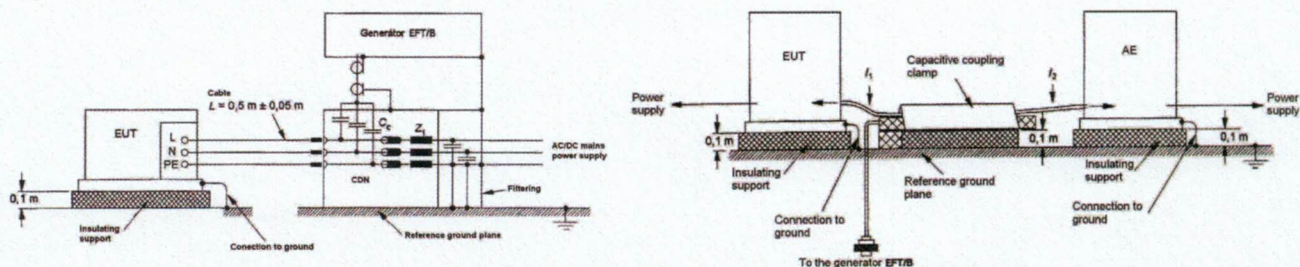 Generátor EFT/B
Cable
L = 0,5 m ± 0,05 m
EUT
L
N
PE
Cc
Z1
AC/DC mains
power supply
CDN
Filtering
0,1 m
Insulating
support
Conection to ground
Reference ground plane
EUT
AE
Capacitive coupling
clamp
l1
l2
Power
supply
Power
supply
0,1 m
0,1 m
0,1 m
Insulating
support
Reference ground
plane
Insulating
support
Connection to
ground
Connection to
ground
To the generator EFT/B